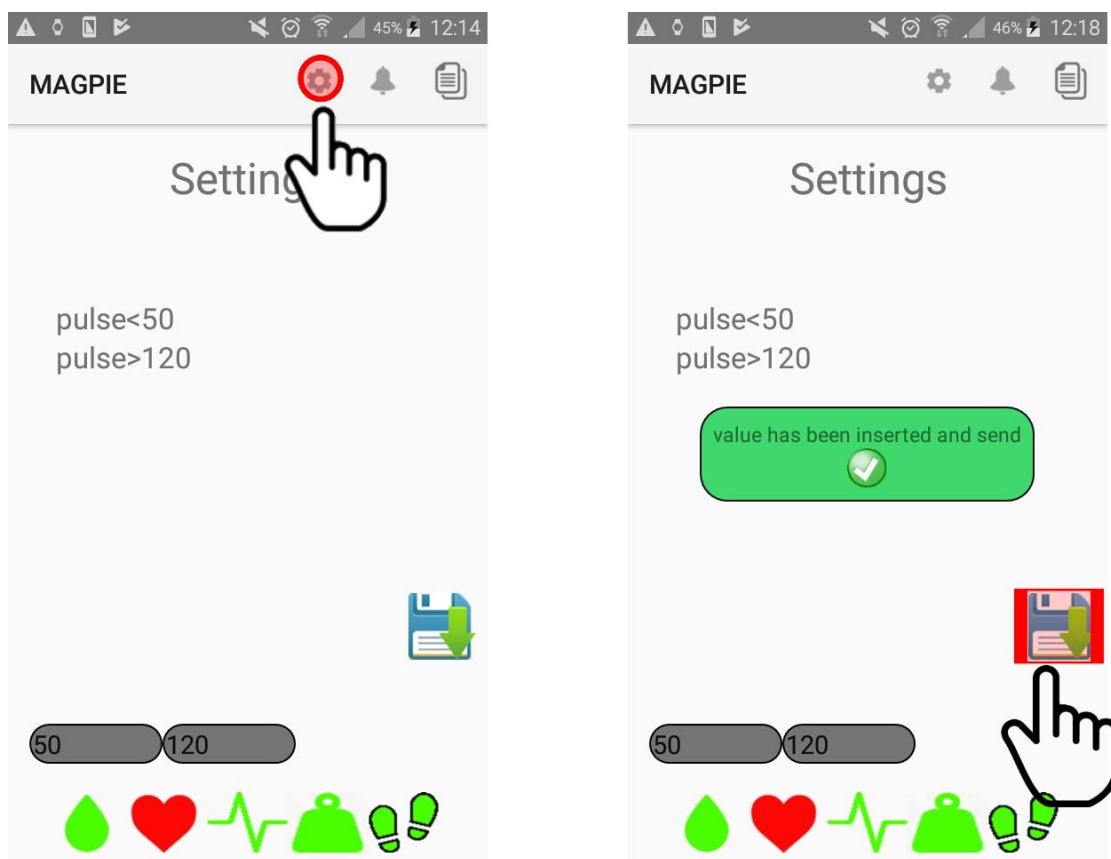 45% 12:14
MAGPIE
Setting
pulse<50
pulse>120
50 120
46% 12:18
MAGPIE
Settings
pulse<50
pulse>120
value has been inserted and send
50 120